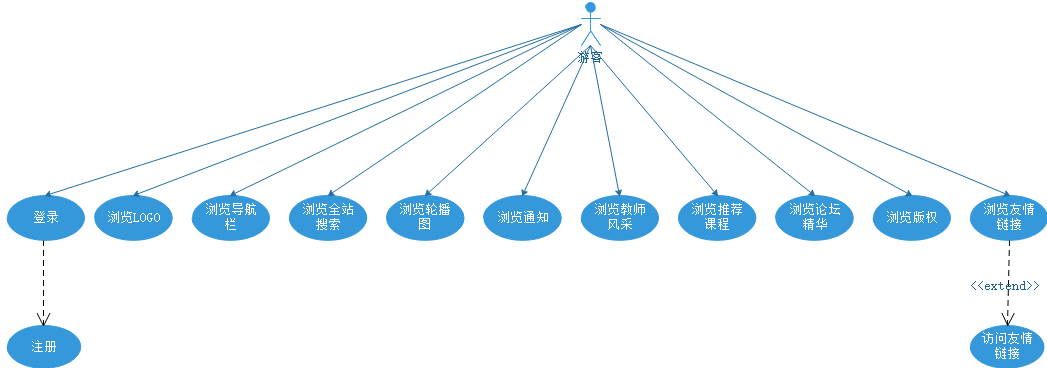 游客
登录
浏览LOGO
浏览导航
栏
浏览全站
搜索
浏览轮播
图
浏览通知
浏览教师
风采
浏览推荐
课程
浏览论坛
精华
浏览版权
浏览友情
链接
<<extend>>
注册
访问友情
链接